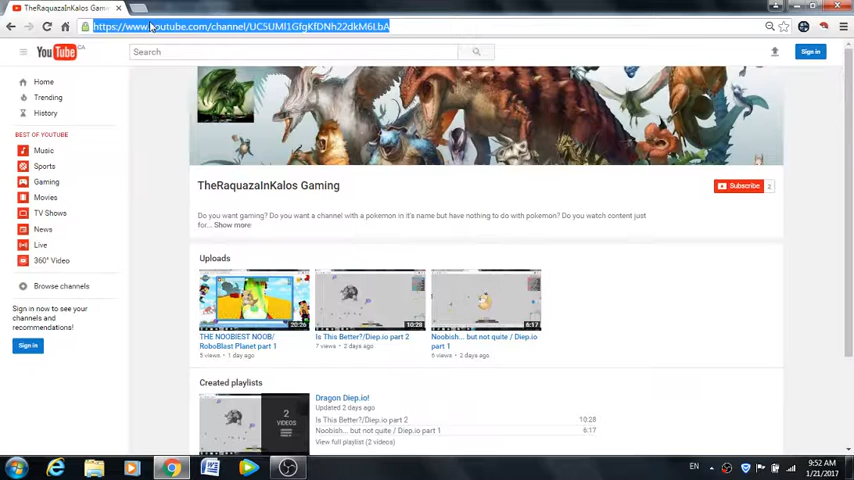 TheRaquazaInKalos Gaming
https://www.youtube.com/channel/UC5UMl1GfgKfDNh22dkM6LbA
YouTube CA
Search
Sign in
Home
Trending
History
BEST OF YOUTUBE
Music
Sports
Gaming
Movies
TV Shows
News
Live
360° Video
Browse channels
Sign in now to see your
channels and
recommendations!
Sign in
TheRaquazaInKalos Gaming
Subscribe 2
Do you want gaming? Do you want a channel with a pokemon in it's name but have nothing to do with pokemon? Do you watch content just
for... Show more
Uploads
20:26
THE NOOBIEST NOOB/
RoboBlast Planet part 1
5 views • 1 day ago
10:28
Is This Better?/Diep.io part 2
7 views • 2 days ago
6:17
Noobish... but not quite / Diep.io
part 1
6 views • 2 days ago
Created playlists
2
VIDEOS
Dragon Diep.io!
Updated 2 days ago
Is This Better?/Diep.io part 2 10:28
Noobish... but not quite / Diep.io part 1 6:17
View full playlist (2 videos)
EN
9:52 AM
1/21/2017